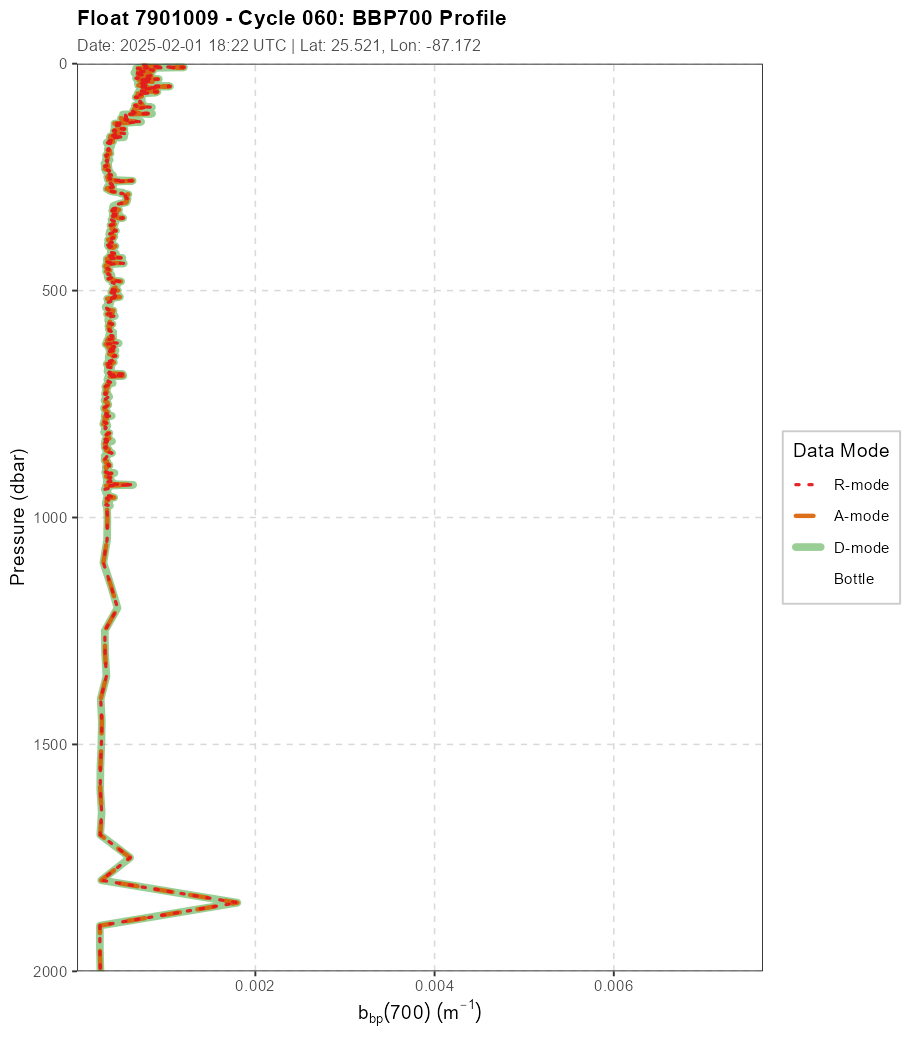 Float 7901009 - Cycle 060: BBP700 Profile
Date: 2025-02-01 18:22 UTC | Lat: 25.521, Lon: -87.172
0
500
1000
1500
2000
Pressure (dbar)
0.002
0.004
0.006
b_bp(700) (m⁻¹)
Data Mode
R-mode
A-mode
D-mode
Bottle